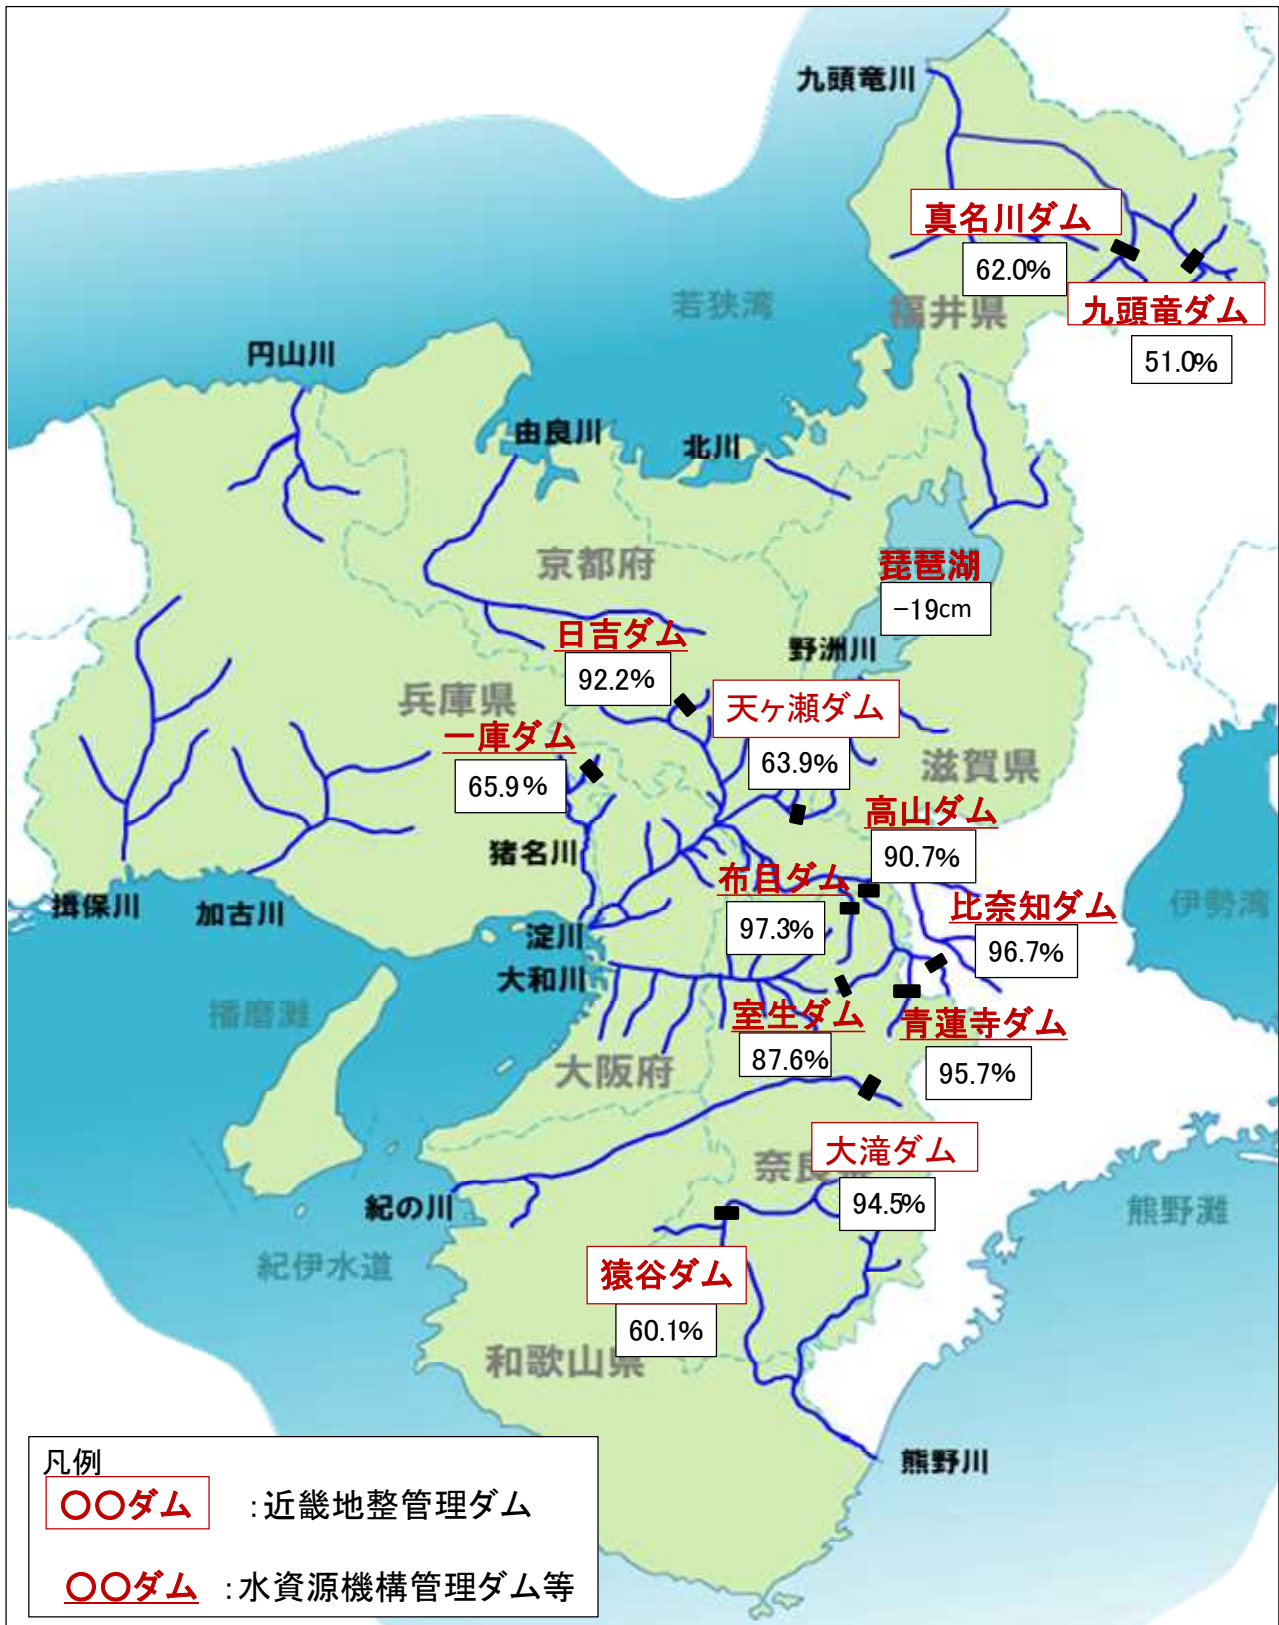 九頭竜川
真名川ダム
62.0%
九頭竜ダム
51.0%
若狭湾
福井県
円山川
由良川
北川
京都府
琵琶湖
-19cm
日吉ダム
92.2%
野洲川
兵庫県
天ヶ瀬ダム
63.9%
一庫ダム
65.9%
滋賀県
高山ダム
90.7%
猪名川
布目ダム
97.3%
比奈知ダム
96.7%
揖保川
加古川
淀川
大和川
伊勢湾
播磨灘
室生ダム
87.6%
青蓮寺ダム
95.7%
大阪府
大滝ダム
94.5%
奈良県
紀の川
熊野灘
紀伊水道
猿谷ダム
60.1%
和歌山県
熊野川
凡例
〇〇ダム :近畿地整管理ダム
〇〇ダム :水資源機構管理ダム等